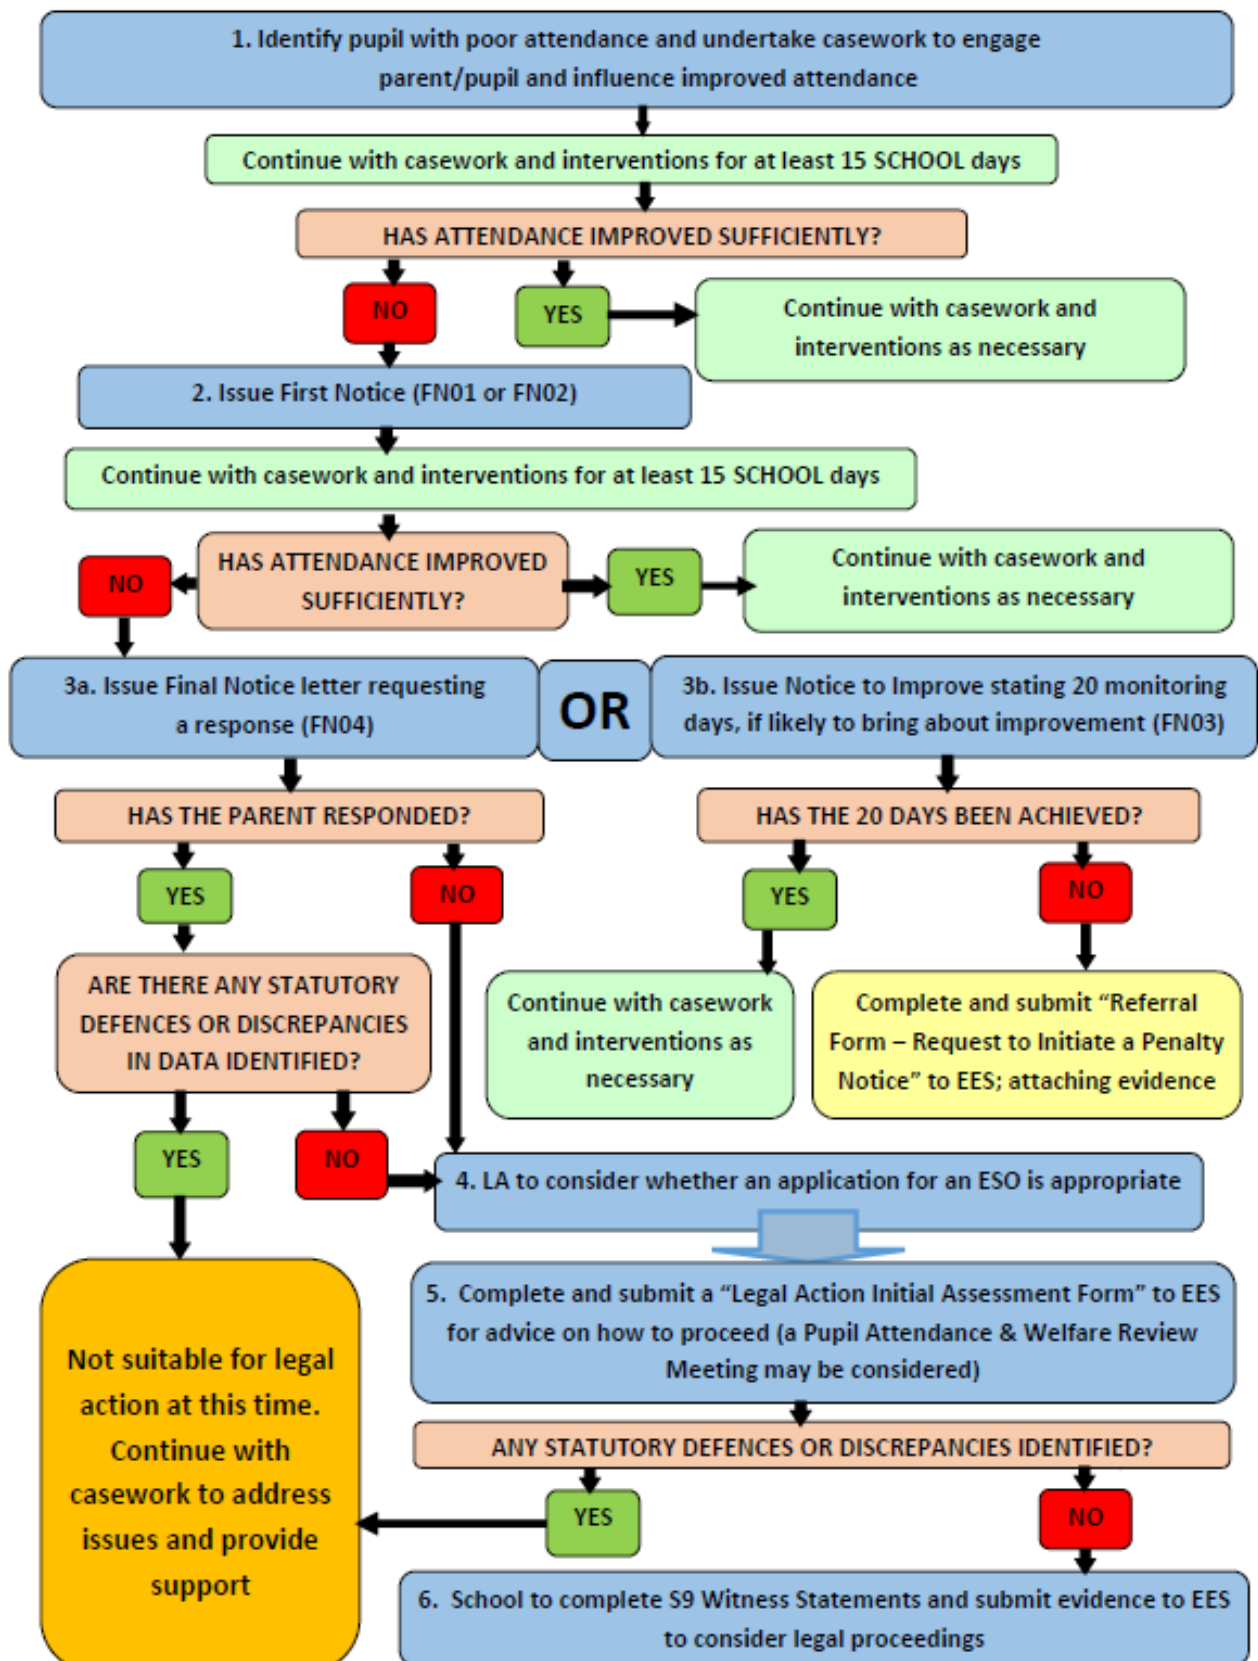 1. Identify pupil with poor attendance and undertake casework to engage
parent/pupil and influence improved attendance
Continue with casework and interventions for at least 15 SCHOOL days
HAS ATTENDANCE IMPROVED SUFFICIENTLY?
NO
YES
Continue with casework and
interventions as necessary
2. Issue First Notice (FN01 or FN02)
Continue with casework and interventions for at least 15 SCHOOL days
NO
HAS ATTENDANCE IMPROVED
SUFFICIENTLY?
YES
Continue with casework and
interventions as necessary
3a. Issue Final Notice letter requesting
a response (FN04)
OR
3b. Issue Notice to Improve stating 20 monitoring
days, if likely to bring about improvement (FN03)
HAS THE PARENT RESPONDED?
HAS THE 20 DAYS BEEN ACHIEVED?
YES
NO
YES
NO
ARE THERE ANY STATUTORY
DEFENCES OR DISCREPANCIES
IN DATA IDENTIFIED?
Continue with casework
and interventions as
necessary
Complete and submit “Referral
Form – Request to Initiate a Penalty
Notice” to EES; attaching evidence
YES
NO
4. LA to consider whether an application for an ESO is appropriate
5. Complete and submit a “Legal Action Initial Assessment Form” to EES
for advice on how to proceed (a Pupil Attendance & Welfare Review
Meeting may be considered)
Not suitable for legal
action at this time.
Continue with
casework to address
issues and provide
support
ANY STATUTORY DEFENCES OR DISCREPANCIES IDENTIFIED?
YES
NO
6. School to complete S9 Witness Statements and submit evidence to EES
to consider legal proceedings